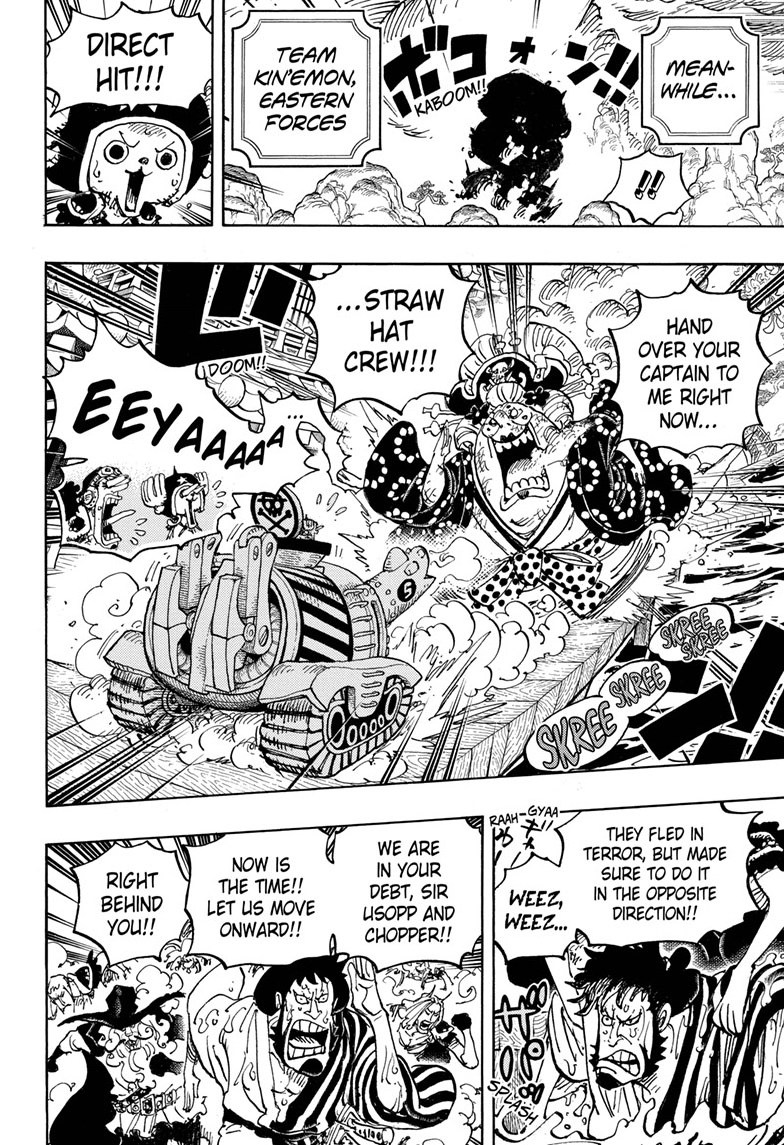 MEAN-
WHILE...
ボコォン!!
KABOOM!!
!!
TEAM
KIN'EMON,
EASTERN
FORCES
DIRECT
HIT!!!
HAND
OVER YOUR
CAPTAIN TO
ME RIGHT
NOW...
...STRAW
HAT
CREW!!!
DOOM!!
EEYAAAAA...
5
SKREE
SKREE
SKREE
SKREE
THEY FLED IN
TERROR, BUT MADE
SURE TO DO IT
IN THE OPPOSITE
DIRECTION!!
RAAH
GYAA
WEEZ,
WEEZ...
SPLASH
WE ARE
IN YOUR
DEBT, SIR
USOPP AND
CHOPPER!!
NOW IS
THE TIME!!
LET US MOVE
ONWARD!!
RIGHT
BEHIND
YOU!!